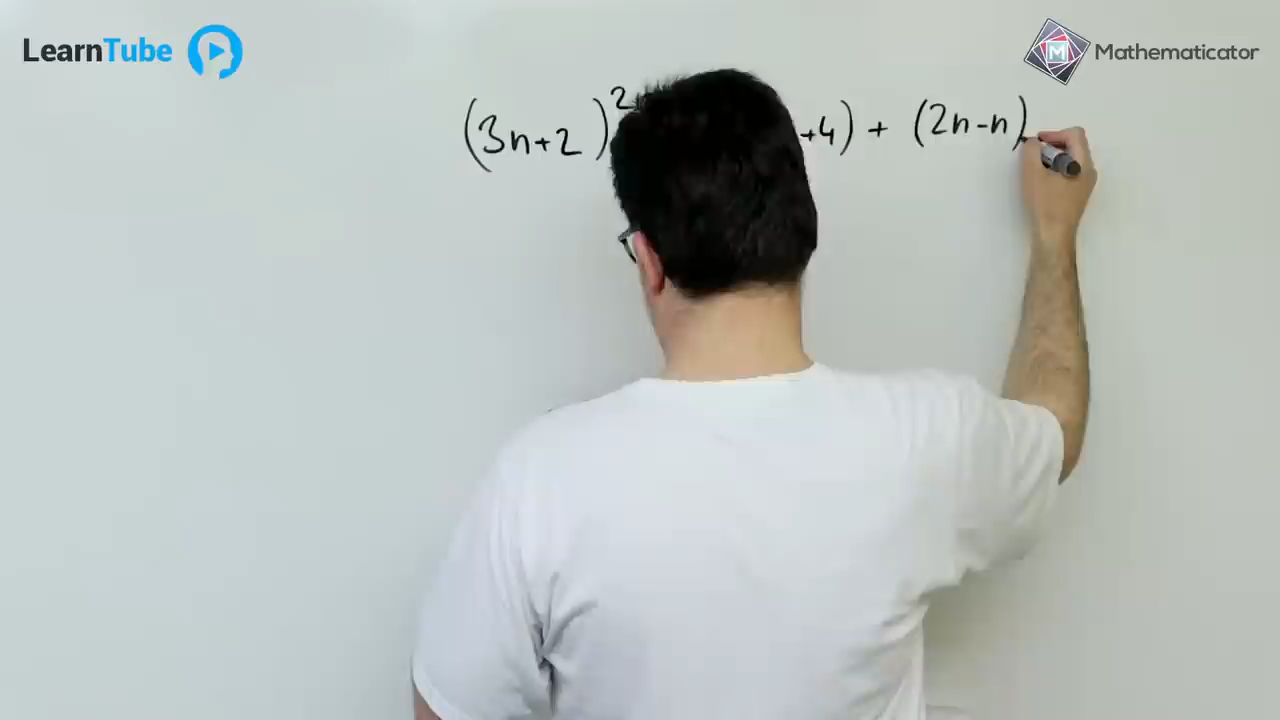 LearnTube
Mathematicator
(3n+2)² +4) + (2n-n)